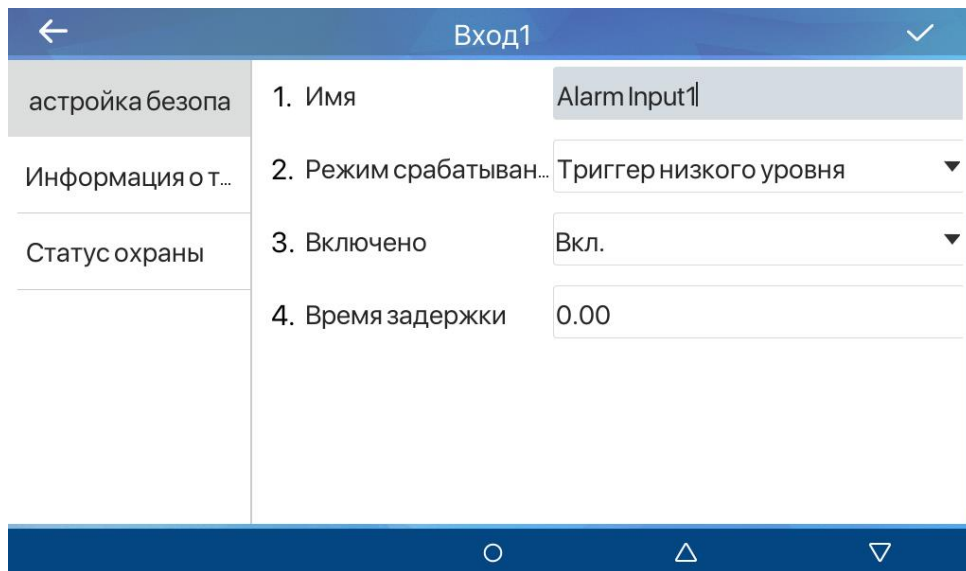 Вход1
астройка безопа
Информация о т...
Статус охраны
1. Имя Alarm Input1
2. Режим срабатыван... Триггер низкого уровня
3. Включено Вкл.
4. Время задержки 0.00